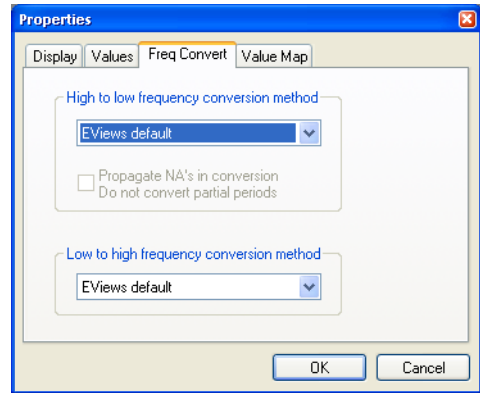 Properties
Display Values Freq Convert Value Map
High to low frequency conversion method
EViews default
Propagate NA's in conversion
Do not convert partial periods
Low to high frequency conversion method
EViews default
OK Cancel